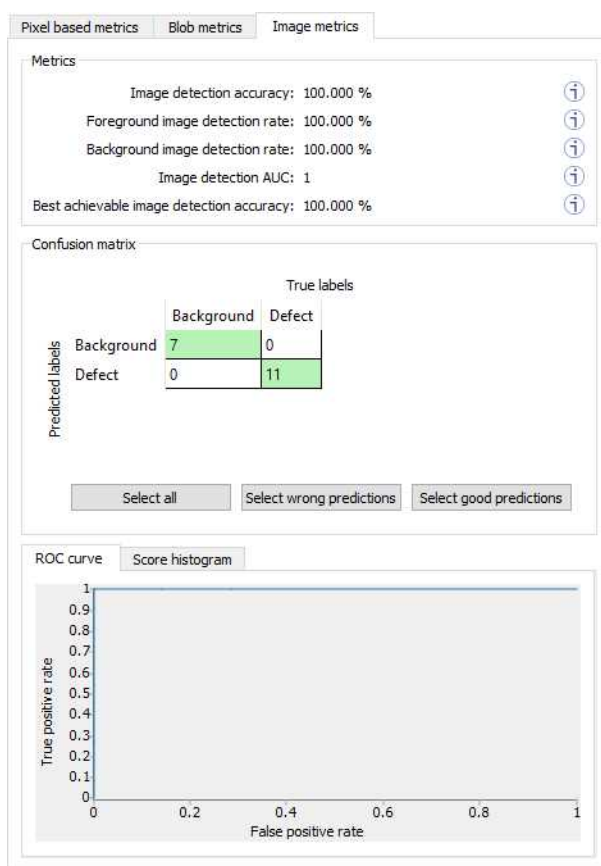 Pixel based metrics Blob metrics Image metrics
Metrics
Image detection accuracy: 100.000 %
Foreground image detection rate: 100.000 %
Background image detection rate: 100.000 %
Image detection AUC: 1
Best achievable image detection accuracy: 100.000 %
Confusion matrix
True labels
Background Defect
Predicted labels
Background 7 0
Defect 0 11
Select all Select wrong predictions Select good predictions
ROC curve Score histogram
True positive rate
1
0.9
0.8
0.7
0.6
0.5
0.4
0.3
0.2
0.1
0
0 0.2 0.4 0.6 0.8 1
False positive rate